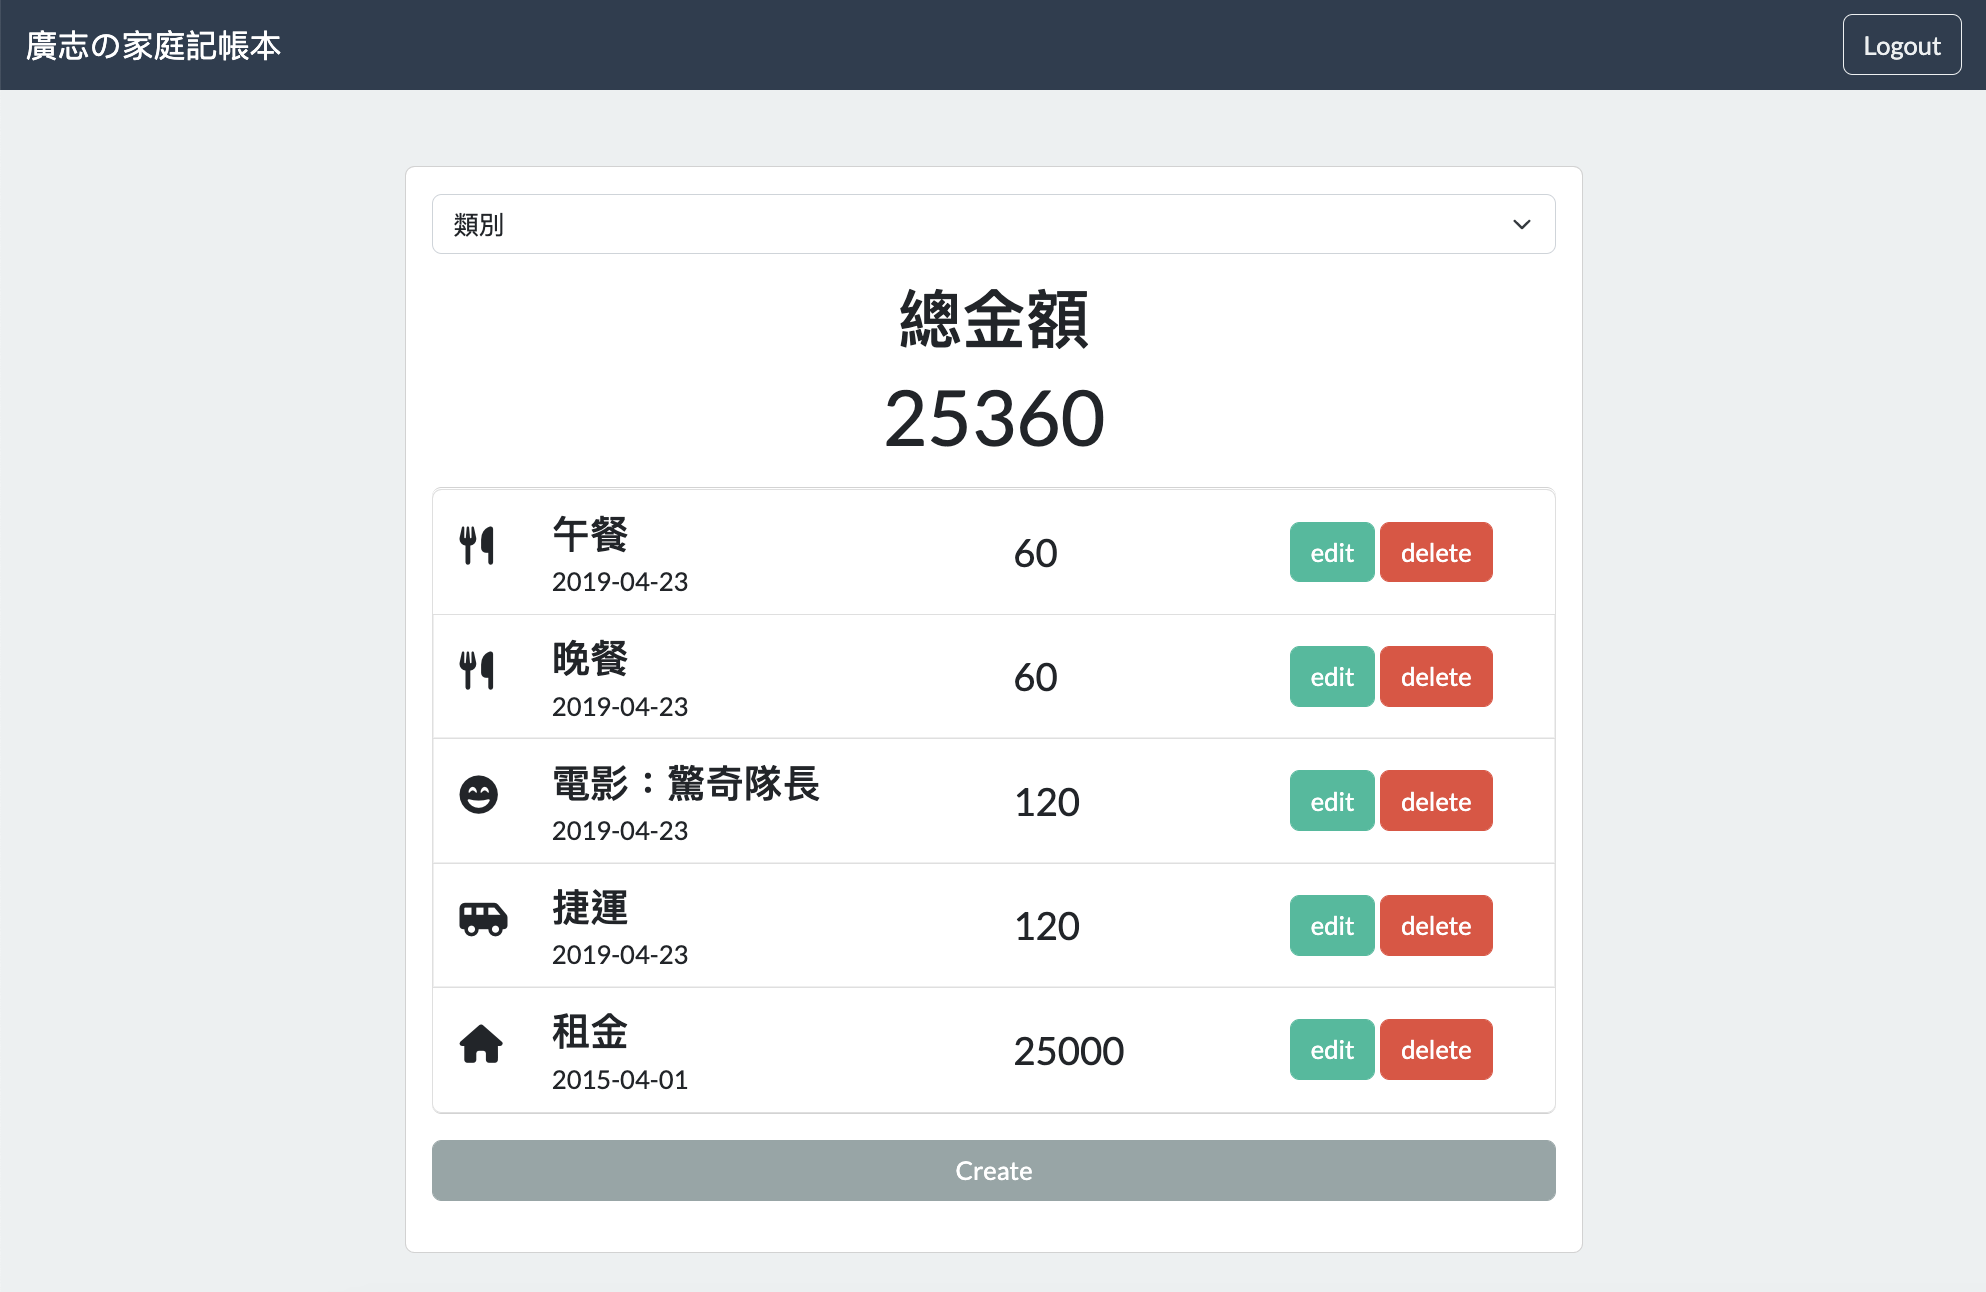 廣志の家庭記帳本
Logout
類別
總金額
25360
午餐
2019-04-23
60
edit
delete
晚餐
2019-04-23
60
edit
delete
電影：驚奇隊長
2019-04-23
120
edit
delete
捷運
2019-04-23
120
edit
delete
租金
2015-04-01
25000
edit
delete
Create